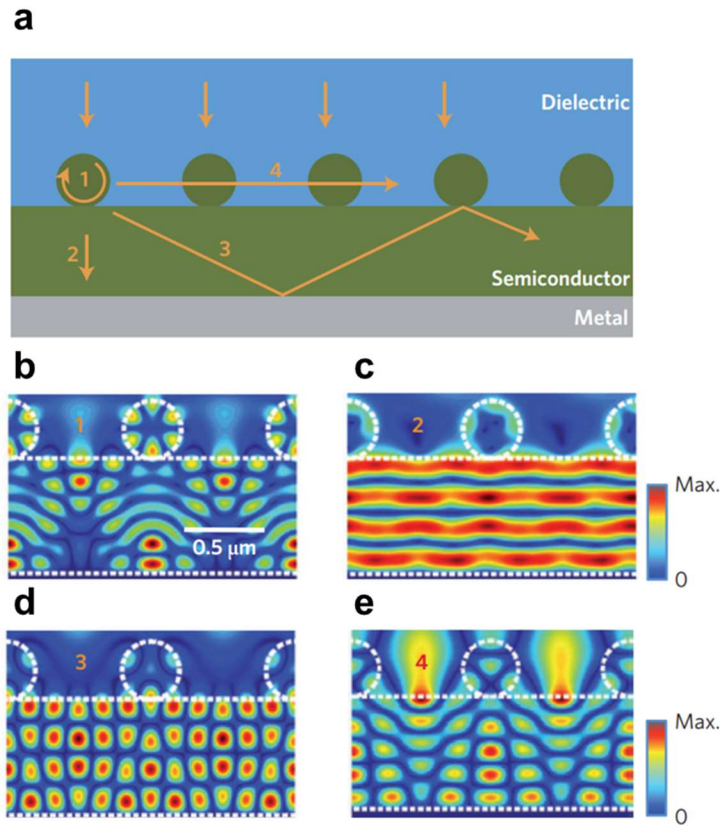 a
Dielectric
1
4
2
3
Semiconductor
Metal
b
1
0.5 μm
c
2
Max.
0
d
3
e
4
Max.
0